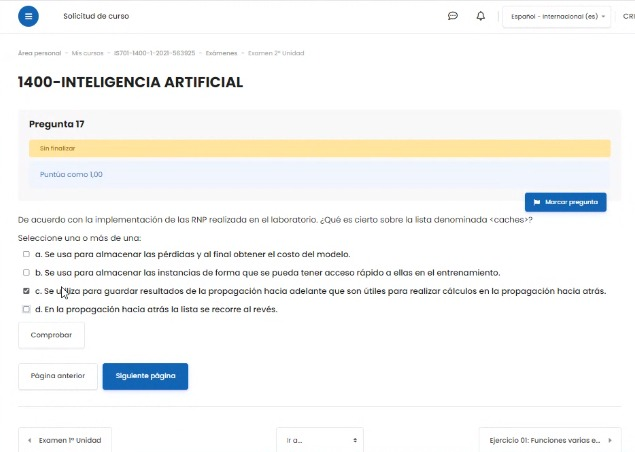 Solicitud de curso
Español - Internacional (es)
CRI
Área personal - Mis cursos - IS701-1400-1-2021-563925 - Exámenes - Examen 2º Unidad
1400-INTELIGENCIA ARTIFICIAL
Pregunta 17
Sin finalizar
Puntúa como 1,00
Marcar pregunta
De acuerdo con la implementación de las RNP realizada en el laboratorio. ¿Qué es cierto sobre la lista denominada <caches>?
Seleccione una o más de una:
a. Se usa para almacenar las pérdidas y al final obtener el costo del modelo.
b. Se usa para almacenar las instancias de forma que se pueda tener acceso rápido a ellas en el entrenamiento.
c. Se utiliza para guardar resultados de la propagación hacia adelante que son útiles para realizar cálculos en la propagación hacia atrás.
d. En la propagación hacia atrás la lista se recorre al revés.
Comprobar
Página anterior
Siguiente página
Examen 1º Unidad
Ir a...
Ejercicio 01: Funciones varias e...